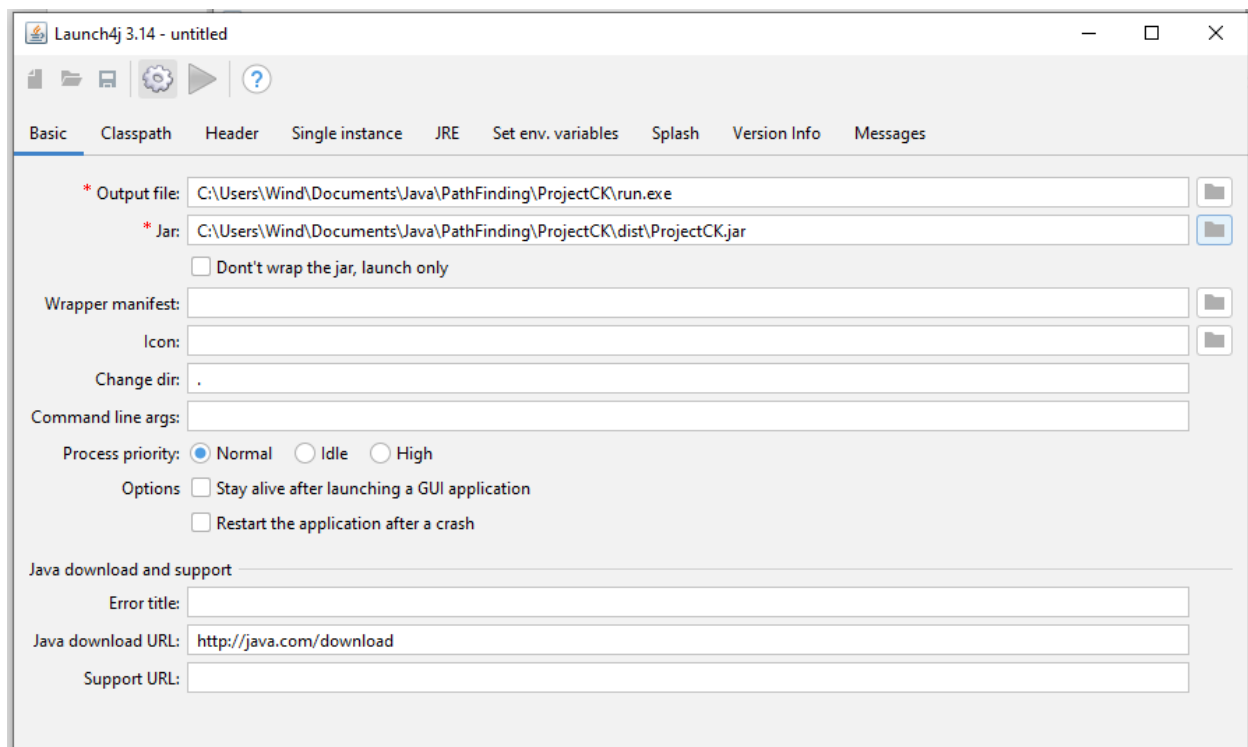 Launch4j 3.14 - untitled
?
Basic Classpath Header Single instance JRE Set env. variables Splash Version Info Messages
* Output file: C:\Users\Wind\Documents\Java\PathFinding\ProjectCK\run.exe
* Jar: C:\Users\Wind\Documents\Java\PathFinding\ProjectCK\dist\ProjectCK.jar
Dont't wrap the jar, launch only
Wrapper manifest:
Icon:
Change dir: .
Command line args:
Process priority: Normal Idle High
Options Stay alive after launching a GUI application
Restart the application after a crash
Java download and support
Error title:
Java download URL: http://java.com/download
Support URL: